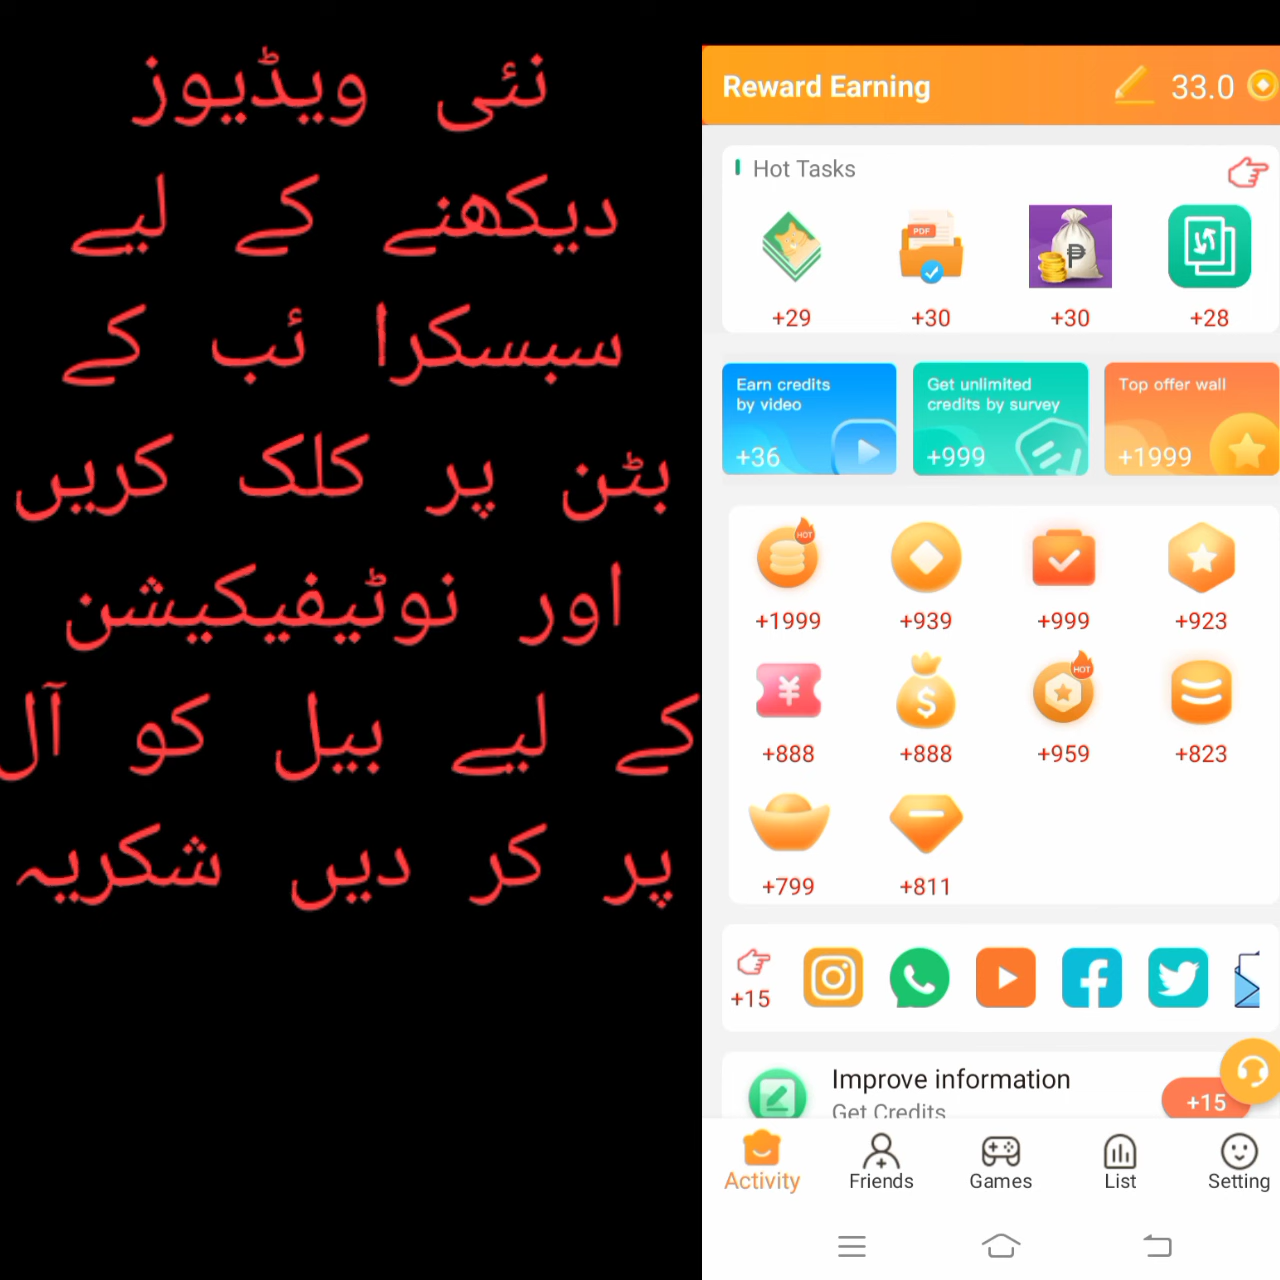 نئی ویڈیوز
دیکھنے کے لیے
سبسکرا ئب کے
بٹن پر کلک کریں
اور نوٹیفیکیشن
کے لیے بیل کو آل
پر کر دیں شکریہ
Reward Earning 33.0
Hot Tasks
PDF
₱
+29 +30 +30 +28
Earn credits by video
+36
Get unlimited credits by survey
+999
Top offer wall
+1999
HOT
+1999 +939 +999 +923
¥ $ HOT
+888 +888 +959 +823
+799 +811
+15
Improve information
Get Credits
+15
Activity Friends Games List Setting